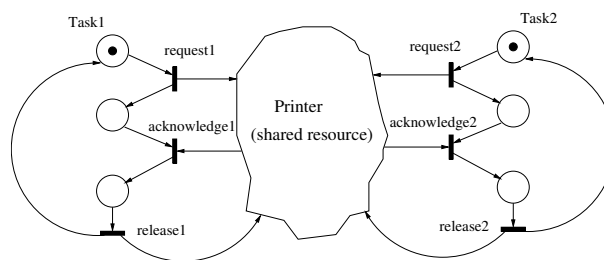 Task1
Task2
request1
request2
Printer
(shared resource)
acknowledge1
acknowledge2
release1
release2